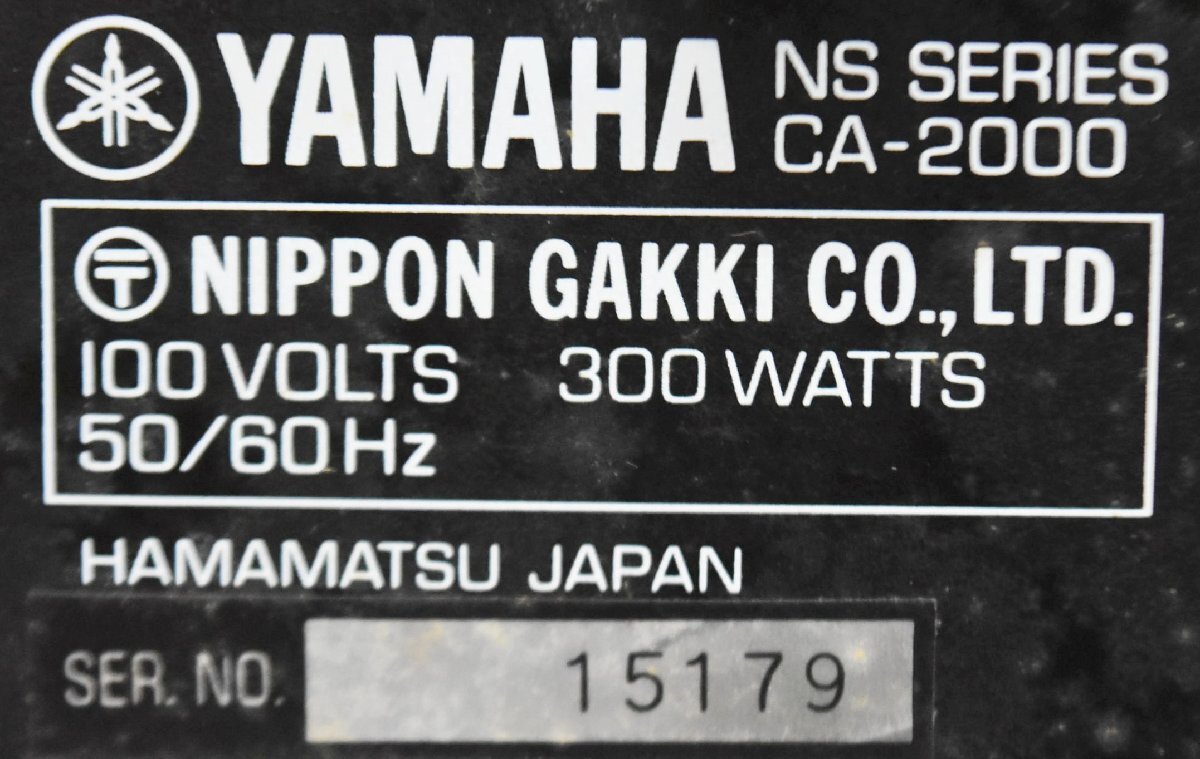 YAMAHA NS SERIES
CA-2000
〒 NIPPON GAKKI CO., LTD.
100 VOLTS 300 WATTS
50/60 Hz
HAMAMATSU JAPAN
SER. NO. 15179